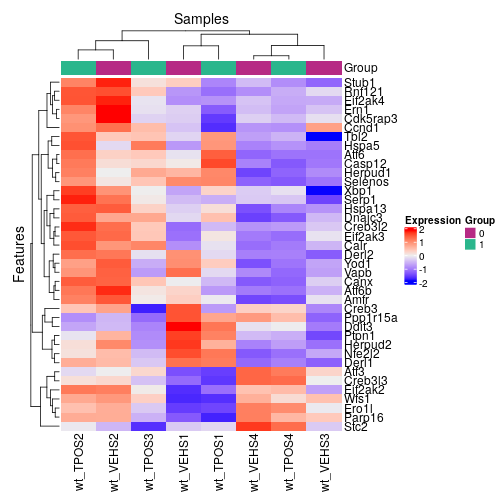 Samples
Group
Stub1
Rnf121
Eif2ak4
Ern1
Cdk5rap3
Ccnd1
Tbl2
Hspa5
Atf6
Casp12
Herpud1
Selenos
Xbp1
Serp1
Hspa13
Dnajc3
Creb3l2
Eif2ak3
Calr
Derl2
Yod1
Vapb
Canx
Atf6b
Amfr
Creb3
Ppp1r15a
Ddit3
Ptpn1
Herpud2
Nfe2l2
Derl1
Atf3
Creb3l3
Eif2ak2
Wfs1
Ero1l
Parp16
Stc2
Features
wt_TPOS2
wt_VEHS2
wt_TPOS3
wt_VEHS1
wt_TPOS1
wt_VEHS4
wt_TPOS4
wt_VEHS3
Expression
2
1
0
-1
-2
Group
0
1